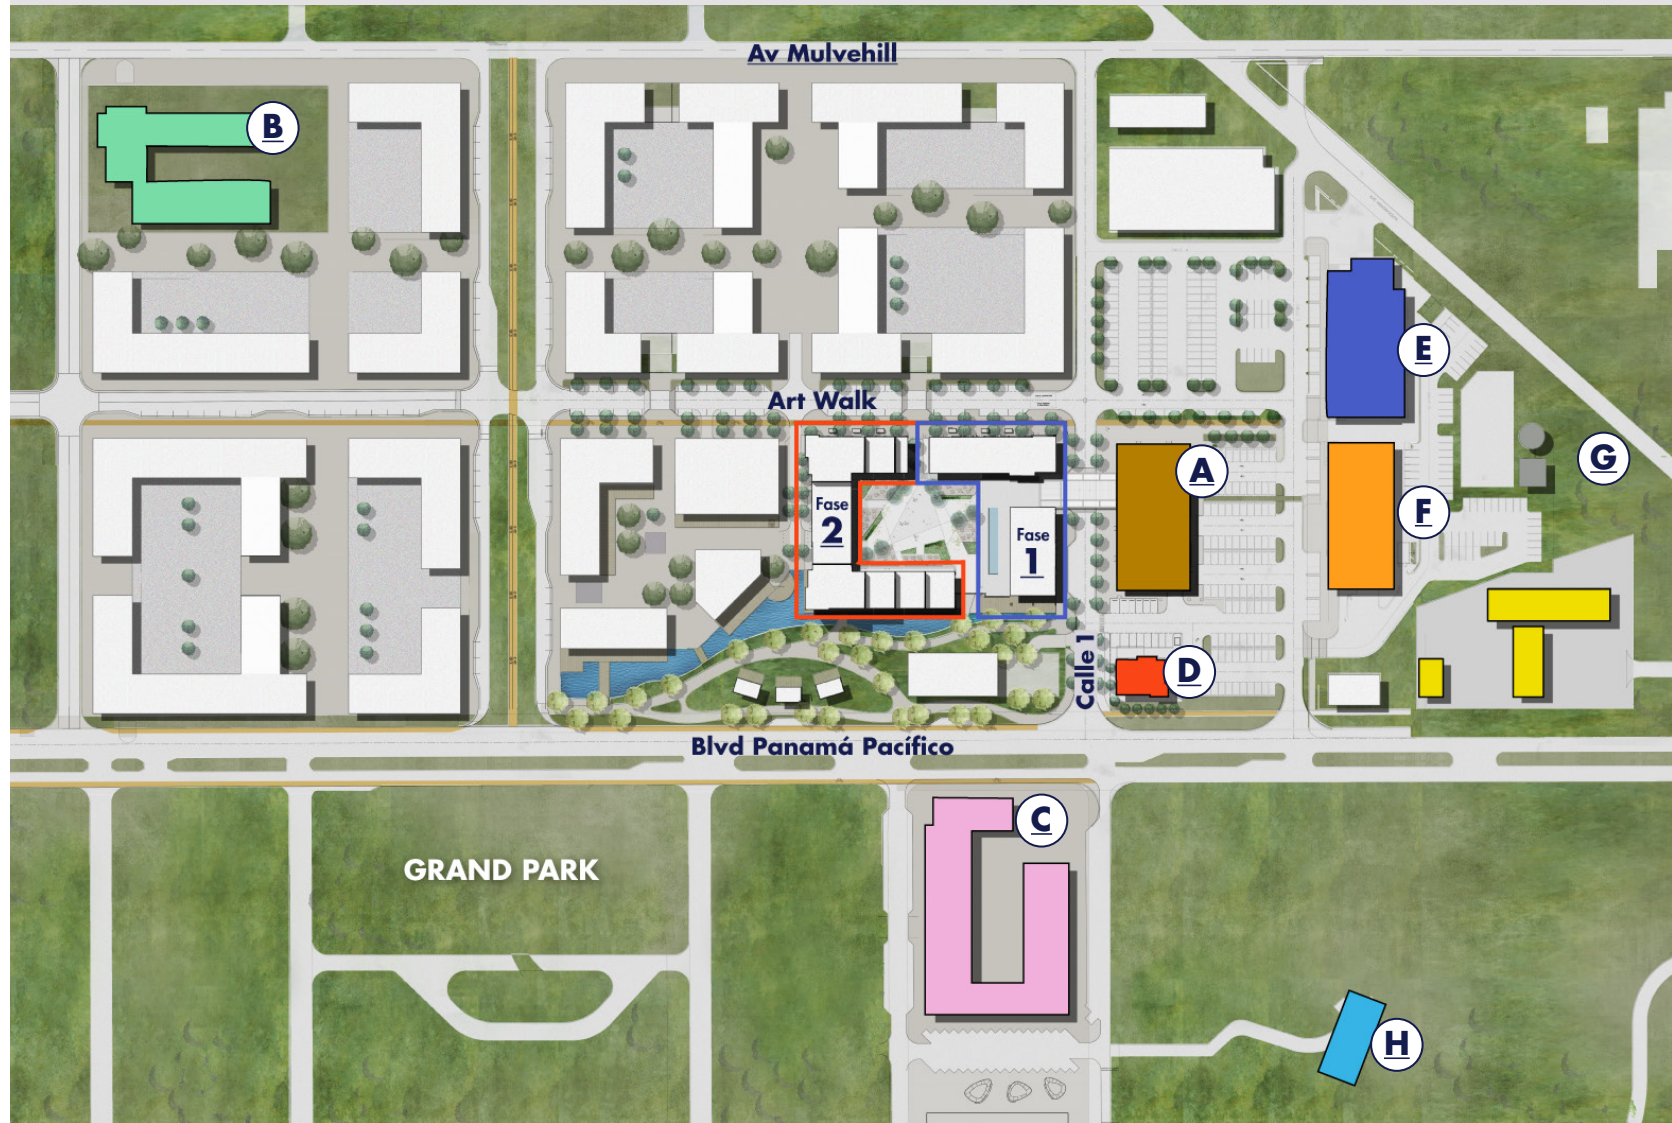 Av Mulvehill
B
E
Art Walk
A
G
Fase
2
F
Fase
1
Calle 1
D
Blvd Panamá Pacífico
C
GRAND PARK
H